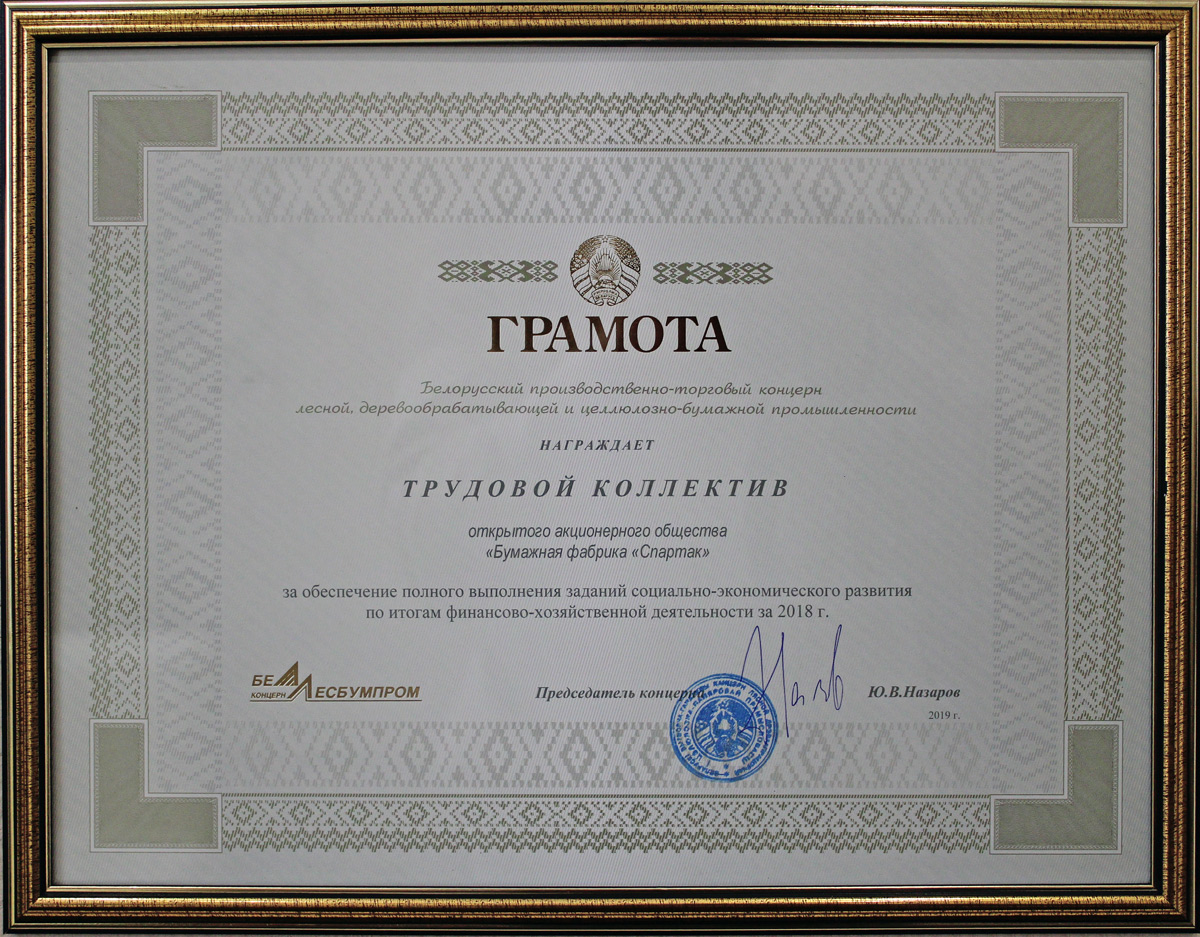 ГРАМОТА
Белорусский производственно-торговый концерн
лесной, деревообрабатывающей и целлюлозно-бумажной промышленности
НАГРАЖДАЕТ
ТРУДОВОЙ КОЛЛЕКТИВ
открытого акционерного общества
«Бумажная фабрика «Спартак»
за обеспечение полного выполнения заданий социально-экономического развития
по итогам финансово-хозяйственной деятельности за 2018 г.
БЕЛЛЕСБУМПРОМ
КОНЦЕРН
Председатель концерна
Ю.В.Назаров
2019 г.